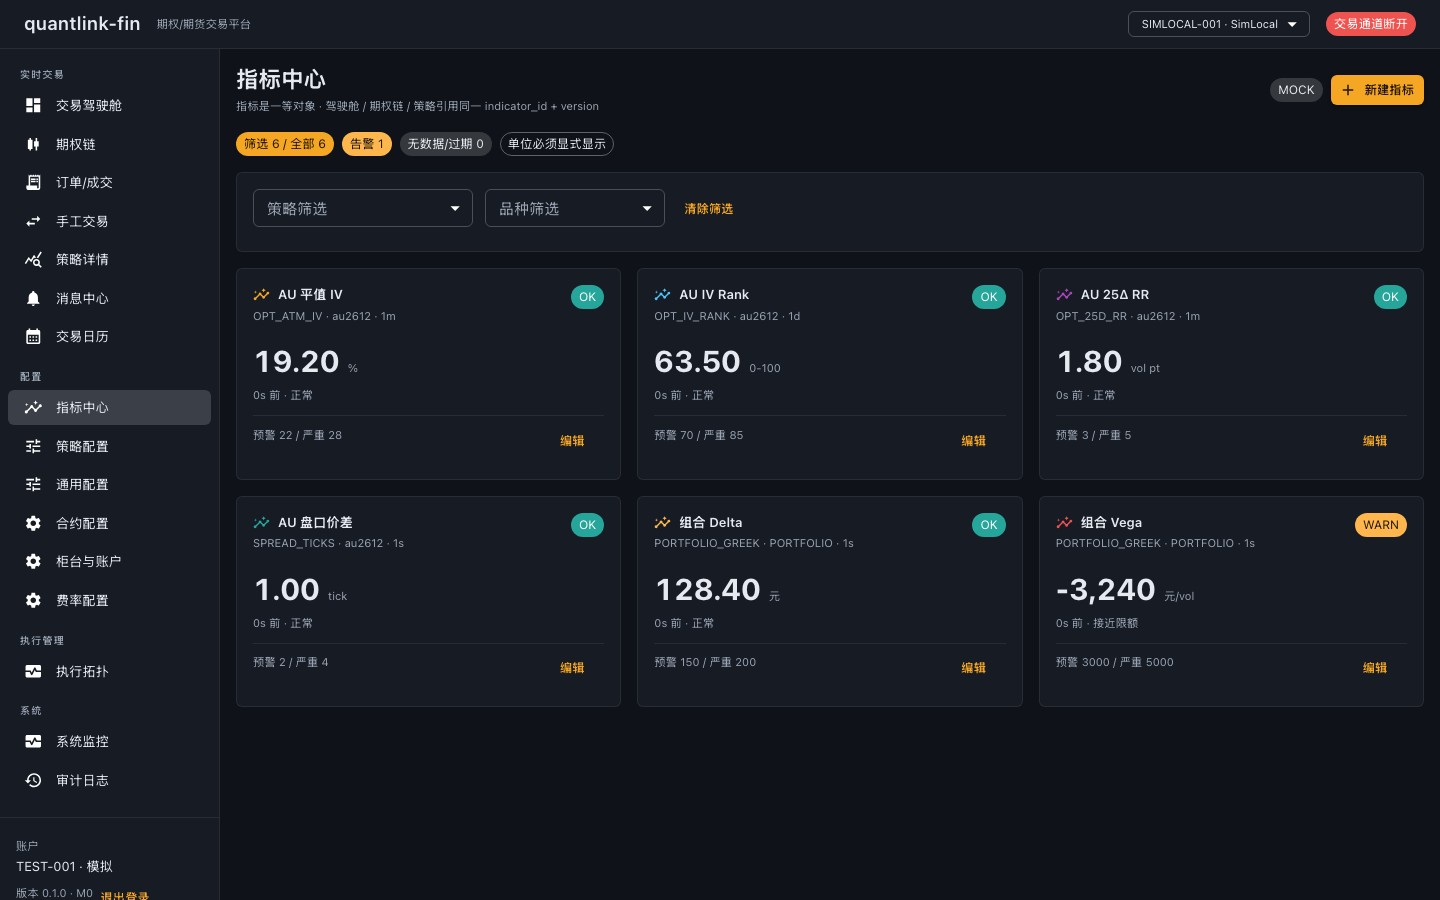 quantlink-fin 期权/期货交易平台
SIMLOCAL-001 · SimLocal
交易通道断开
实时交易
交易驾驶舱
期权链
订单/成交
手工交易
策略详情
消息中心
交易日历
配置
指标中心
策略配置
通用配置
合约配置
柜台与账户
费率配置
执行管理
执行拓扑
系统
系统监控
审计日志
账户
TEST-001 · 模拟
版本 0.1.0 · M0 退出登录
指标中心
指标是一等对象 · 驾驶舱 / 期权链 / 策略引用同一 indicator_id + version
MOCK
新建指标
筛选 6 / 全部 6
告警 1
无数据/过期 0
单位必须显式显示
策略筛选
品种筛选
清除筛选
AU 平值 IV
OK
OPT_ATM_IV · au2612 · 1m
19.20 %
0s 前 · 正常
预警 22 / 严重 28
编辑
AU IV Rank
OK
OPT_IV_RANK · au2612 · 1d
63.50 0-100
0s 前 · 正常
预警 70 / 严重 85
编辑
AU 25Δ RR
OK
OPT_25D_RR · au2612 · 1m
1.80 vol pt
0s 前 · 正常
预警 3 / 严重 5
编辑
AU 盘口价差
OK
SPREAD_TICKS · au2612 · 1s
1.00 tick
0s 前 · 正常
预警 2 / 严重 4
编辑
组合 Delta
OK
PORTFOLIO_GREEK · PORTFOLIO · 1s
128.40 元
0s 前 · 正常
预警 150 / 严重 200
编辑
组合 Vega
WARN
PORTFOLIO_GREEK · PORTFOLIO · 1s
-3,240 元/vol
0s 前 · 接近限额
预警 3000 / 严重 5000
编辑